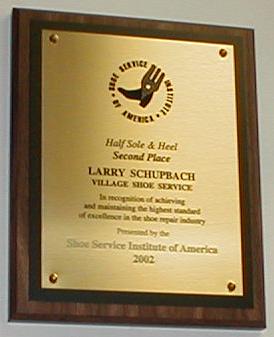 SHOE SERVICE INSTITUTE
OF AMERICA
Half Sole & Heel
Second Place
LARRY SCHUPBACH
VILLAGE SHOE SERVICE
In recognition of achieving
and maintaining the highest standard
of excellence in the shoe repair industry
Presented by the
Shoe Service Institute of America
2002